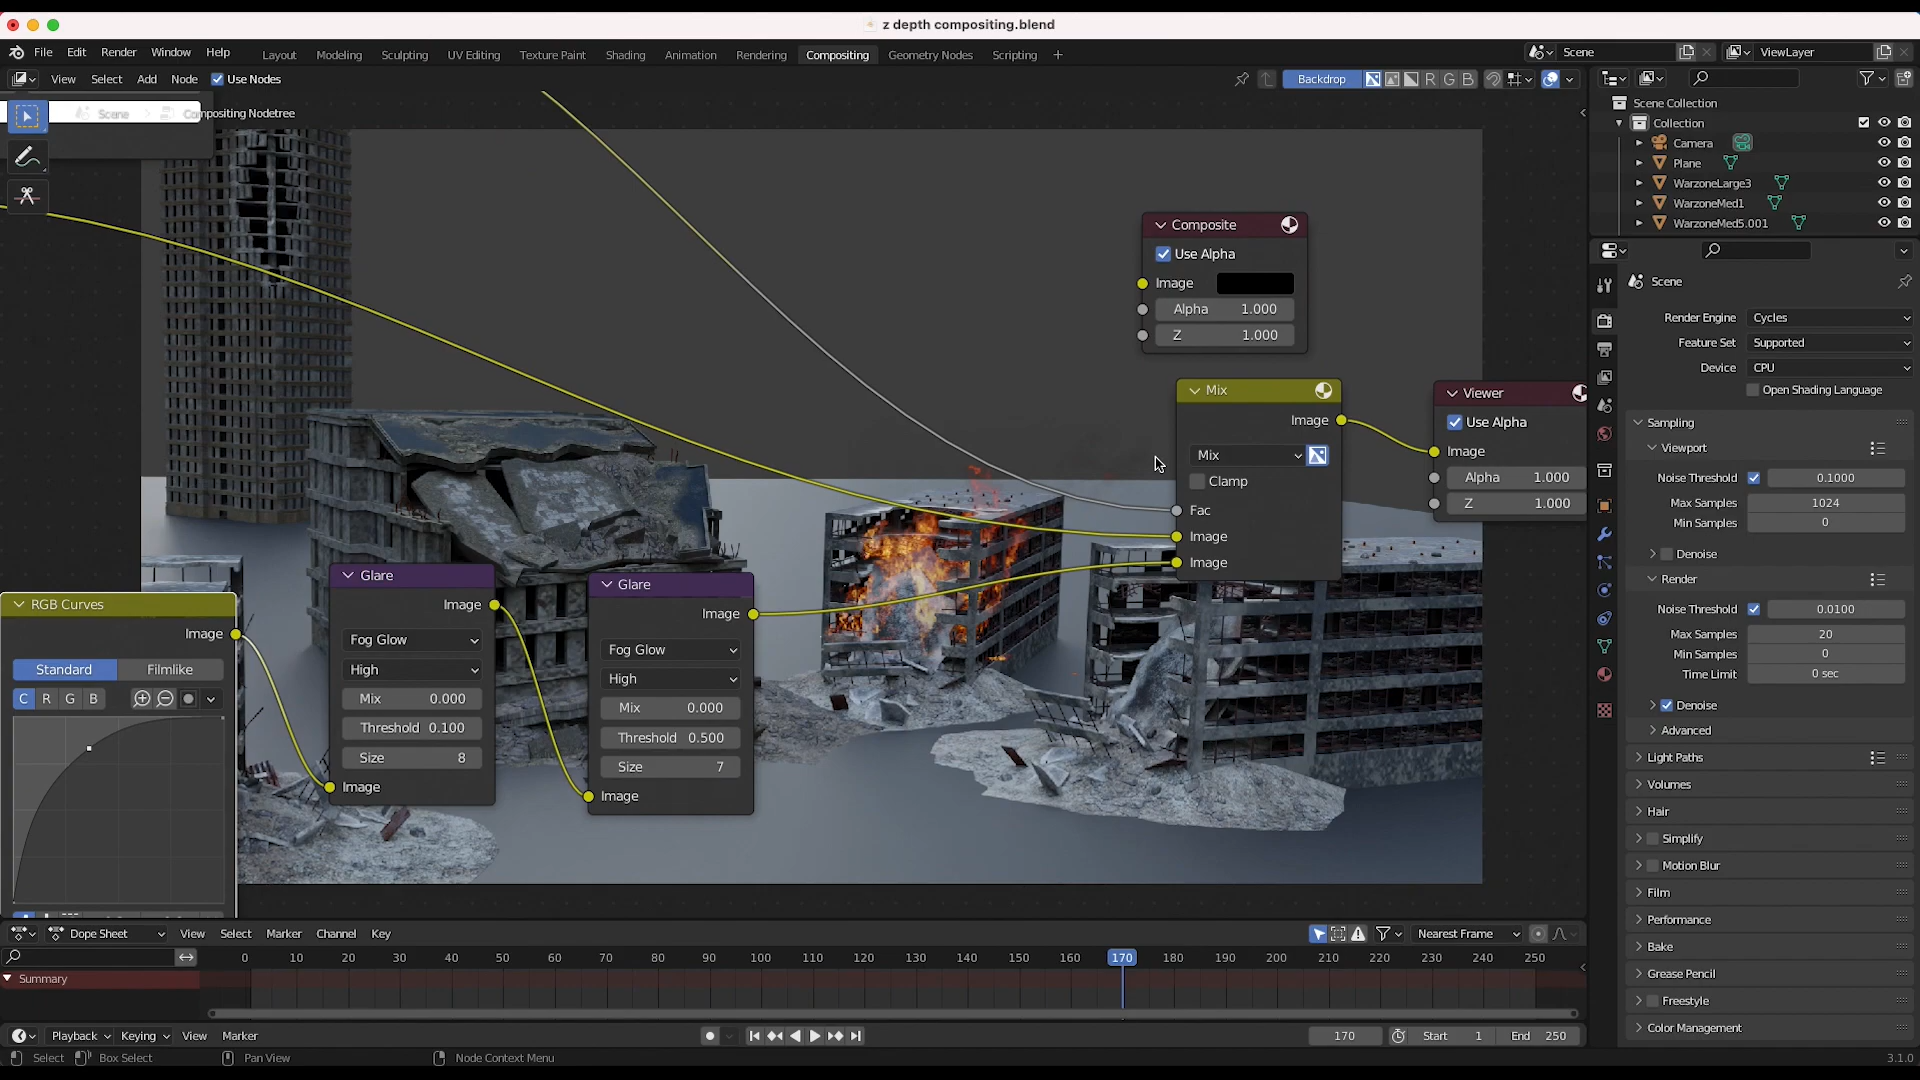 z depth compositing.blend
File Edit Render Window Help Layout Modeling Sculpting UV Editing Texture Paint Shading Animation Rendering Compositing Geometry Nodes Scripting + Scene ViewLayer
View Select Add Node Use Nodes Backdrop R G B
Scene Compositing Nodetree
Scene Collection
Collection
Camera
Plane
WarzoneLarge3
WarzoneMed1
WarzoneMed5.001
Composite
Use Alpha
Image
Alpha 1.000
Z 1.000
Mix
Image
Mix
Clamp
Fac
Image
Image
Viewer
Use Alpha
Image
Alpha 1.000
Z 1.000
Glare
Image
Fog Glow
High
Mix 0.000
Threshold 0.100
Size 8
Image
Glare
Image
Fog Glow
High
Mix 0.000
Threshold 0.500
Size 7
Image
RGB Curves
Image
Standard Filmlike
C R G B
Scene
Render Engine Cycles
Feature Set Supported
Device CPU
Open Shading Language
Sampling
Viewport
Noise Threshold 0.1000
Max Samples 1024
Min Samples 0
Denoise
Render
Noise Threshold 0.0100
Max Samples 20
Min Samples 0
Time Limit 0 sec
Denoise
Advanced
Light Paths
Volumes
Hair
Simplify
Motion Blur
Film
Performance
Bake
Grease Pencil
Freestyle
Color Management
Dope Sheet View Select Marker Channel Key Nearest Frame
0 10 20 30 40 50 60 70 80 90 100 110 120 130 140 150 160 170 180 190 200 210 220 230 240 250
Summary
Playback Keying View Marker 170 Start 1 End 250
Select Box Select Pan View Node Context Menu 3.1.0